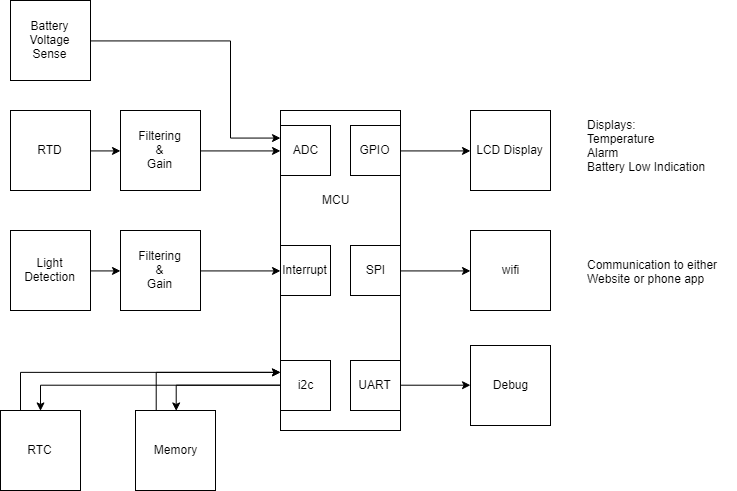 Battery
Voltage
Sense
RTD
Filtering
&
Gain
ADC
GPIO
LCD Display
Displays:
Temperature
Alarm
Battery Low Indication
MCU
Light
Detection
Filtering
&
Gain
Interrupt
SPI
wifi
Communication to either
Website or phone app
i2c
UART
Debug
RTC
Memory